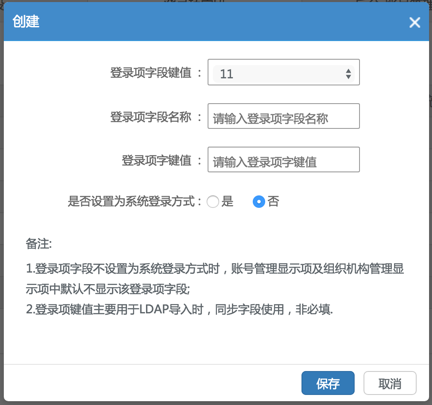 创建
登录项字段键值：
11
登录项字段名称：
请输入登录项字段名称
登录项字键值：
请输入登录项字键值
是否设置为系统登录方式： 是 否
备注:
1.登录项字段不设置为系统登录方式时，账号管理显示项及组织机构管理显
示项中默认不显示该登录项字段;
2.登录项键值主要用于LDAP导入时，同步字段使用，非必填.
保存 取消